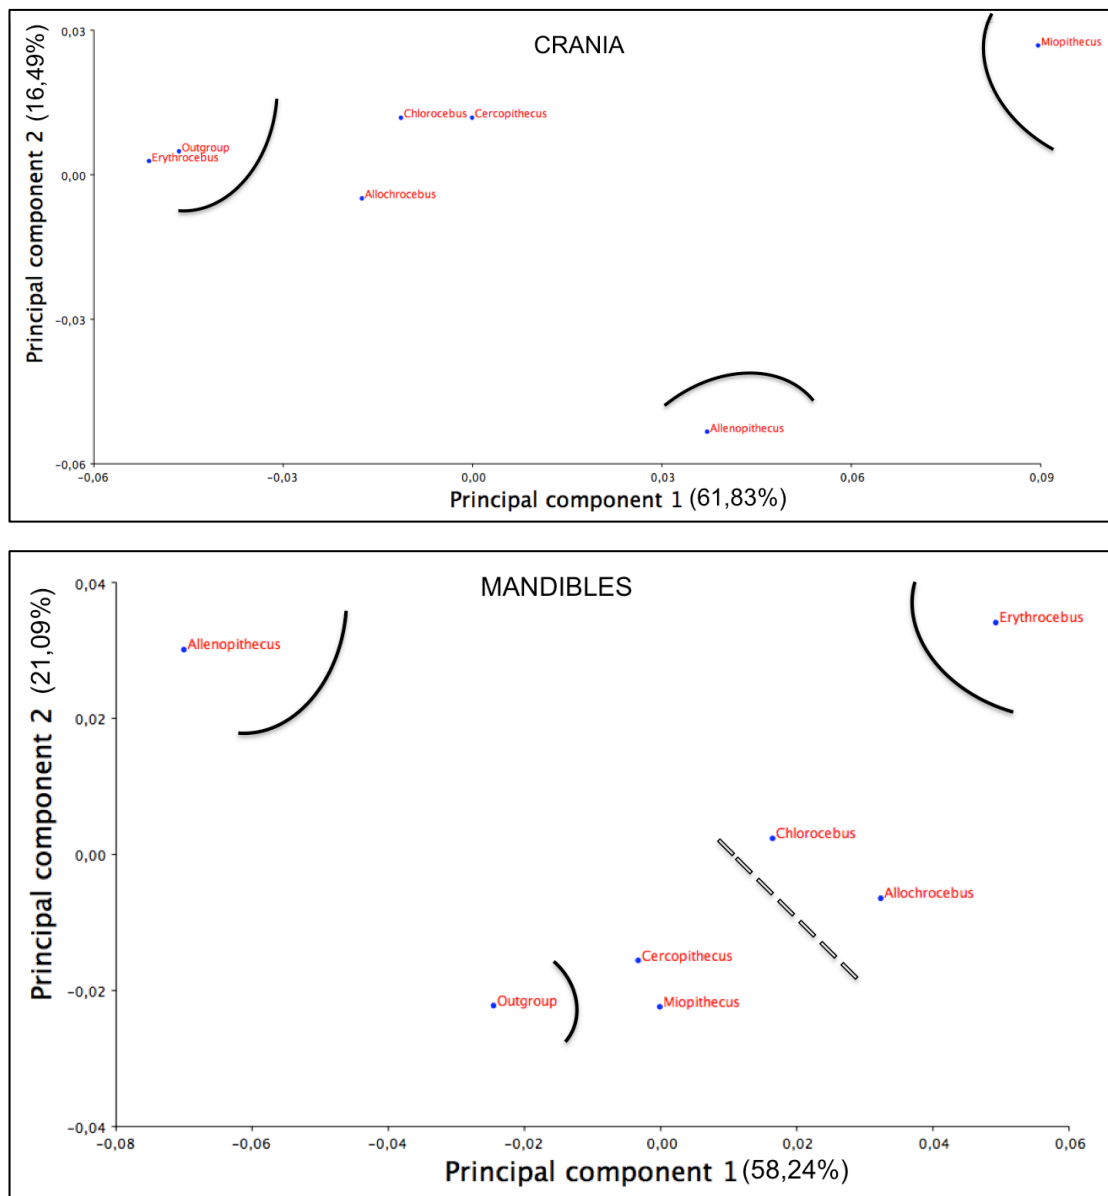 CRANIA
Principal component 2 (16,49%)
0,03
0,00
−0,03
−0,06
Miopithecus
Chlorocebus
Cercopithecus
Outgroup
Erythrocebus
Allochrocebus
Allenopithecus
−0,06
−0,03
0,00
0,03
0,06
0,09
Principal component 1 (61,83%)
MANDIBLES
Principal component 2 (21,09%)
0,04
0,02
0,00
−0,02
−0,04
Erythrocebus
Allenopithecus
Chlorocebus
Allochrocebus
Cercopithecus
Outgroup
Miopithecus
−0,08
−0,06
−0,04
−0,02
0,00
0,02
0,04
0,06
Principal component 1 (58,24%)